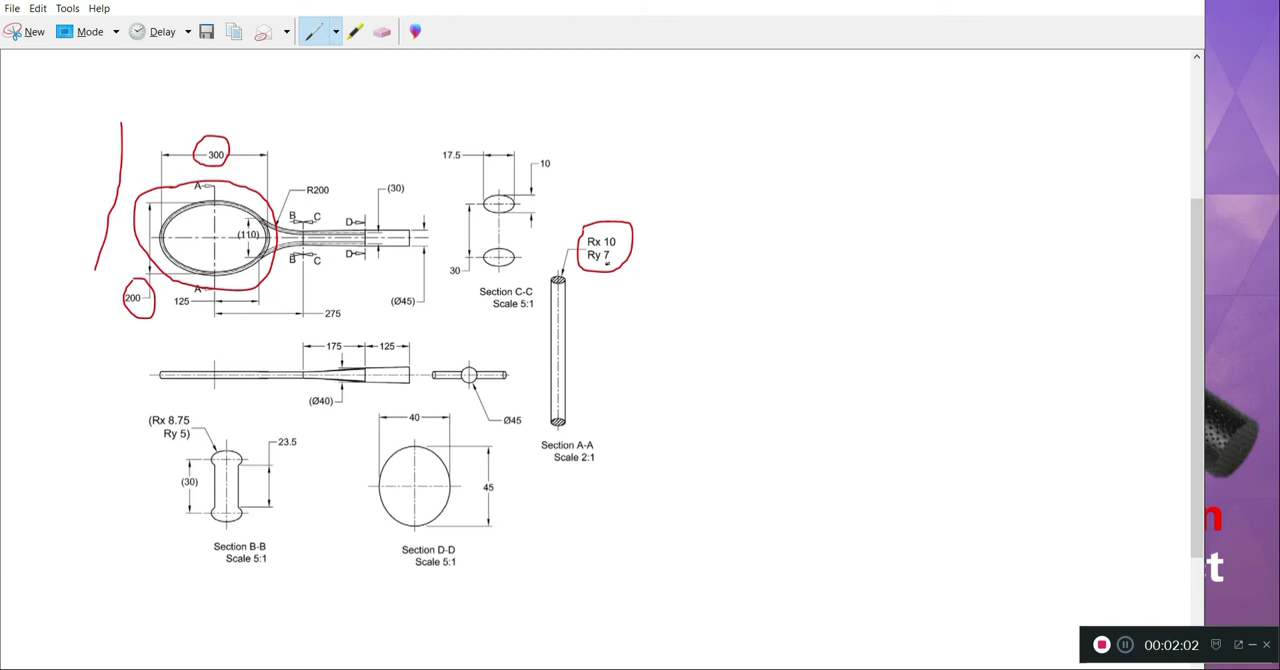 File Edit Tools Help
New Mode Delay
300
A
R200
(30)
17.5
10
B C
D
(110)
Rx 10
Ry 7
B C
D
30
A
200
125
(Ø45)
Section C-C
Scale 5:1
275
175
125
(Ø40)
Ø45
(Rx 8.75
Ry 5)
40
23.5
Section A-A
Scale 2:1
(30)
45
Section B-B
Scale 5:1
Section D-D
Scale 5:1
t
00:02:02